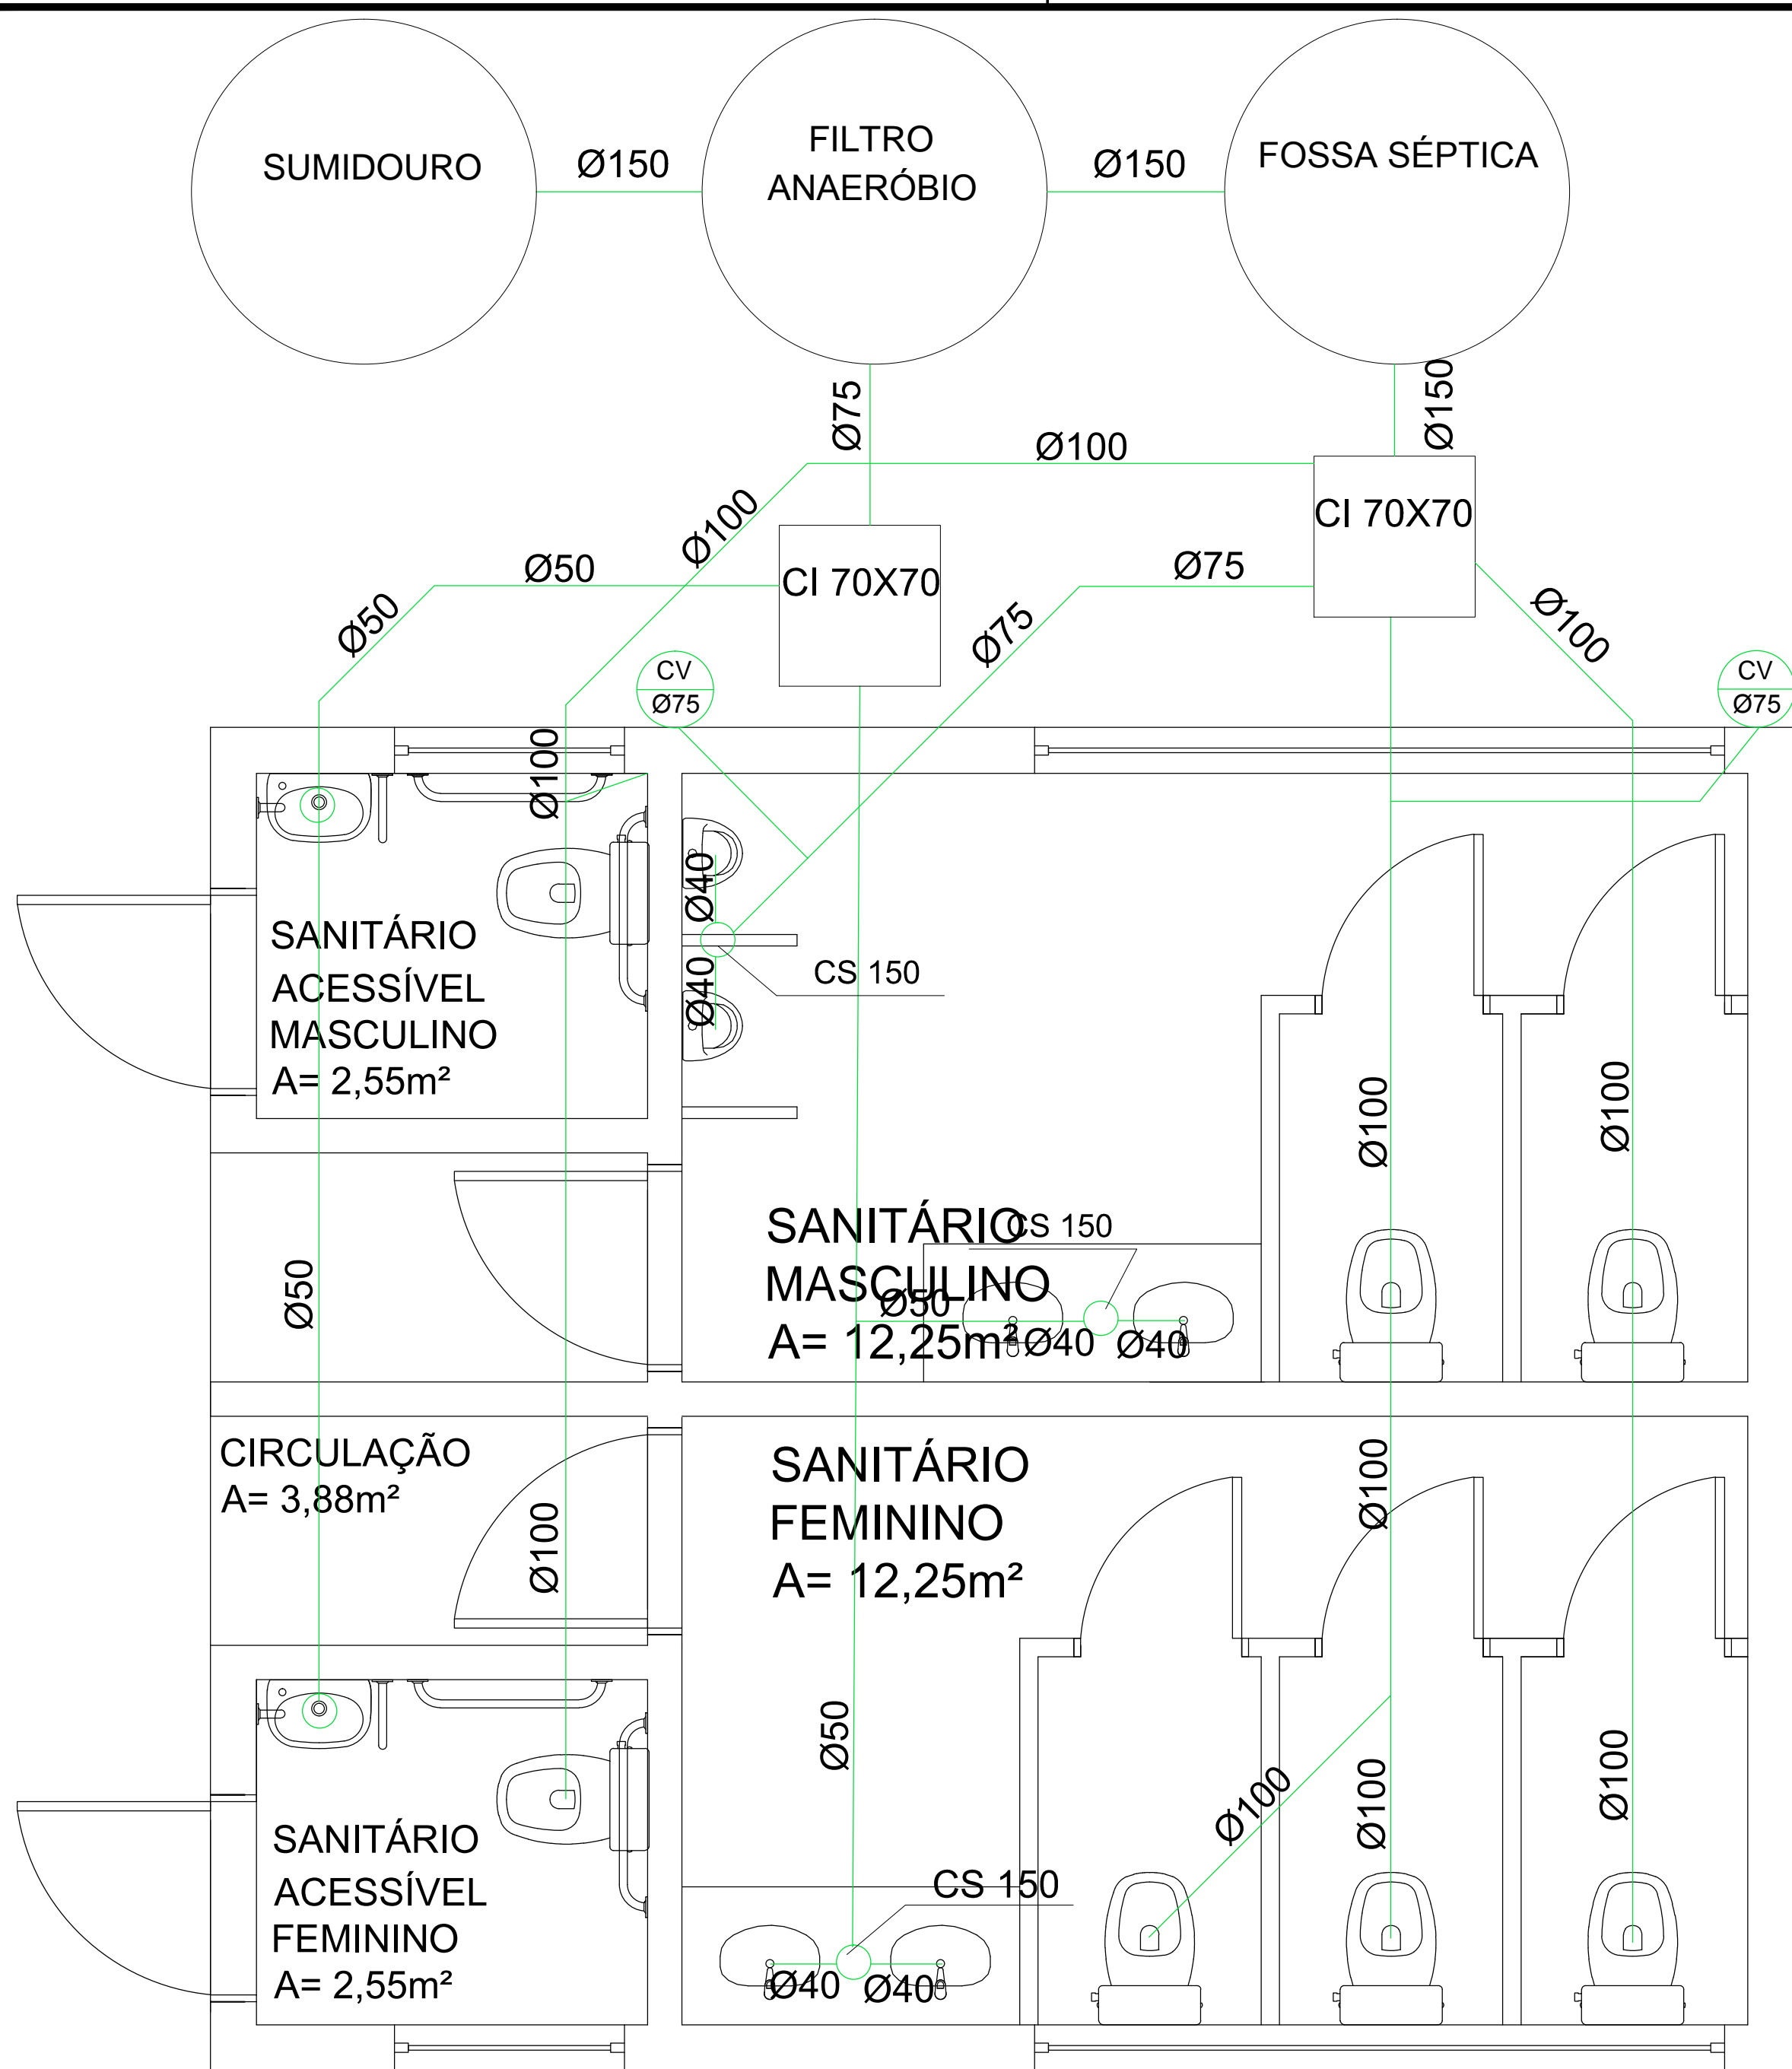 SUMIDOURO
Ø150
FILTRO
ANAERÓBIO
Ø150
FOSSA SÉPTICA
Ø75
Ø150
Ø100
Ø100
CI 70X70
Ø50
CI 70X70
Ø75
Ø50
Ø75
Ø100
CV
Ø75
CV
Ø75
Ø100
Ø40
SANITÁRIO
ACESSÍVEL
MASCULINO
A= 2,55m²
Ø40
CS 150
Ø100
Ø100
SANITÁRIO
MASCULINO
A= 12,25m²
CS 150
Ø50
Ø50
Ø40
Ø40
CIRCULAÇÃO
A= 3,88m²
Ø100
SANITÁRIO
FEMININO
A= 12,25m²
Ø100
Ø50
Ø100
Ø100
Ø100
SANITÁRIO
ACESSÍVEL
FEMININO
A= 2,55m²
CS 150
Ø40
Ø40